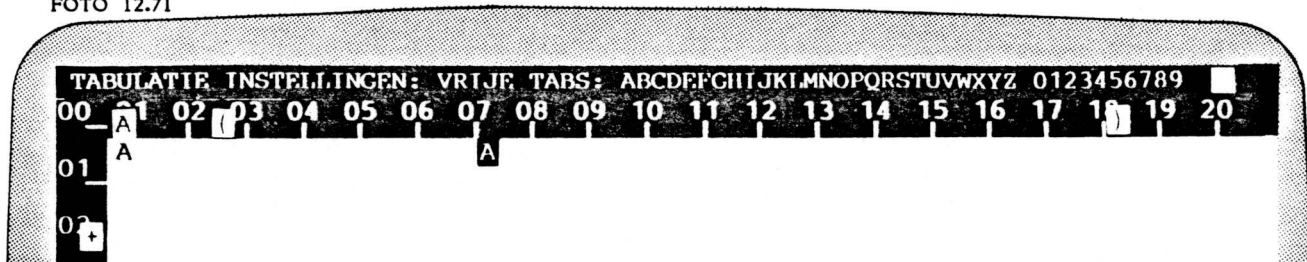 FOTO 12.71
TABULATIE INSTELLINGEN: VRIJE TABS: ABCDEFGHIJKLMNOPQRSTUVWXYZ 0123456789
00 01 02 03 04 05 06 07 08 09 10 11 12 13 14 15 16 17 18 19 20
A ( )
A A
01
02
+